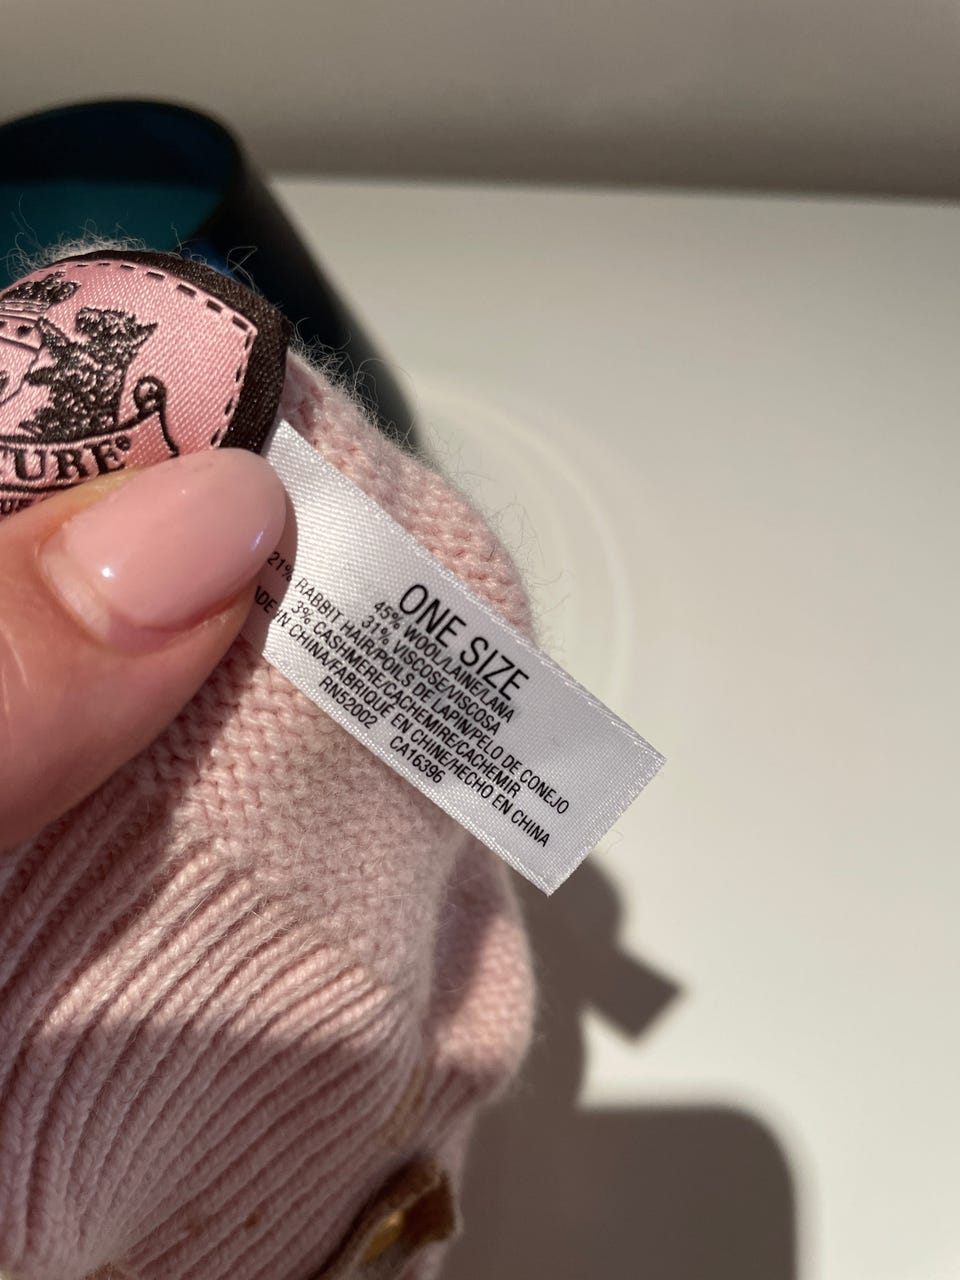 TURE®
ONE SIZE
45% WOOL/LAINE/LANA
31% VISCOSE/VISCOSA
21% RABBIT HAIR/POILS DE LAPIN/PELO DE CONEJO
3% CASHMERE/CACHEMIRE/CACHEMIR
ADE IN CHINA/FABRIQUÉ EN CHINE/HECHO EN CHINA
RN52002 CA16396